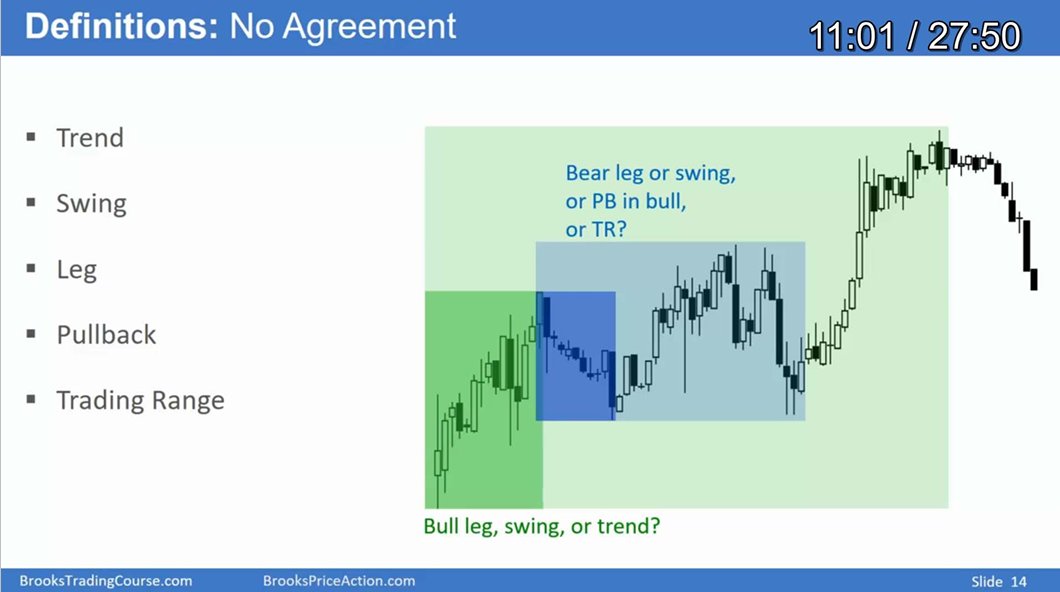 Definitions: No Agreement
11:01 / 27:50
▪ Trend
▪ Swing
▪ Leg
▪ Pullback
▪ Trading Range
Bear leg or swing,
or PB in bull,
or TR?
Bull leg, swing, or trend?
BrooksTradingCourse.com
BrooksPriceAction.com
Slide 14